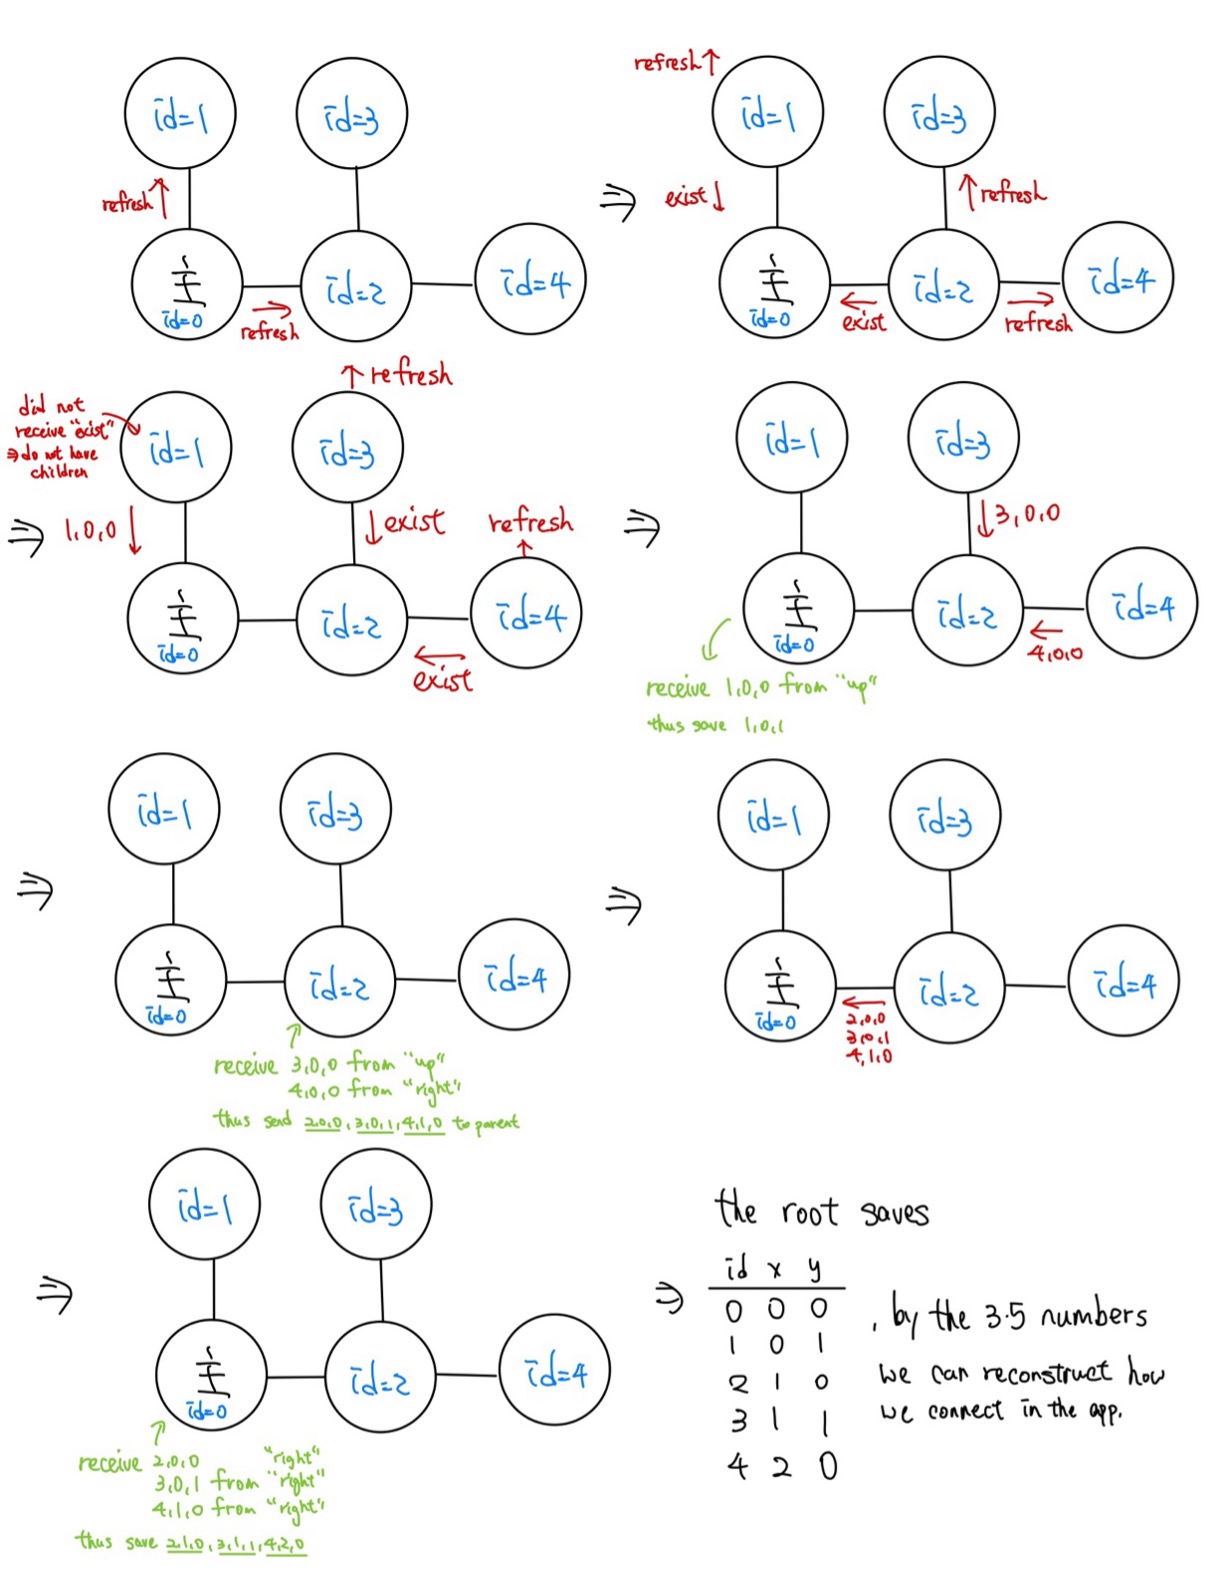 id=1
id=3
refresh↑
主
id=0
id=2
id=4
→
refresh
refresh↑
id=1
id=3
⇒
exist↓
↑refresh
主
id=0
id=2
id=4
←
exist
→
refresh
↑refresh
did not
receive "exist"
⇒do not have
children
id=1
id=3
⇒
1,0,0↓
↓exist
refresh
↑
主
id=0
id=2
id=4
←
exist
id=1
id=3
⇒
↓3,0,0
主
id=0
id=2
id=4
←
4,0,0
receive 1,0,0 from "up"
thus save 1,0,1
id=1
id=3
⇒
主
id=0
id=2
id=4
receive 3,0,0 from "up"
4,0,0 from "right"
thus send 2,0,0, 3,0,1, 4,1,0 to parent
id=1
id=3
⇒
主
id=0
id=2
id=4
←
2,0,0
3,0,1
4,1,0
id=1
id=3
⇒
主
id=0
id=2
id=4
receive 2,0,0 "right"
3,0,1 from "right"
4,1,0 from "right"
thus save 2,1,0, 3,1,1, 4,2,0
the root saves
⇒
id x y
0 0 0
1 0 1
2 1 0
3 1 1
4 2 0
, by the 3·5 numbers
we can reconstruct how
we connect in the app.